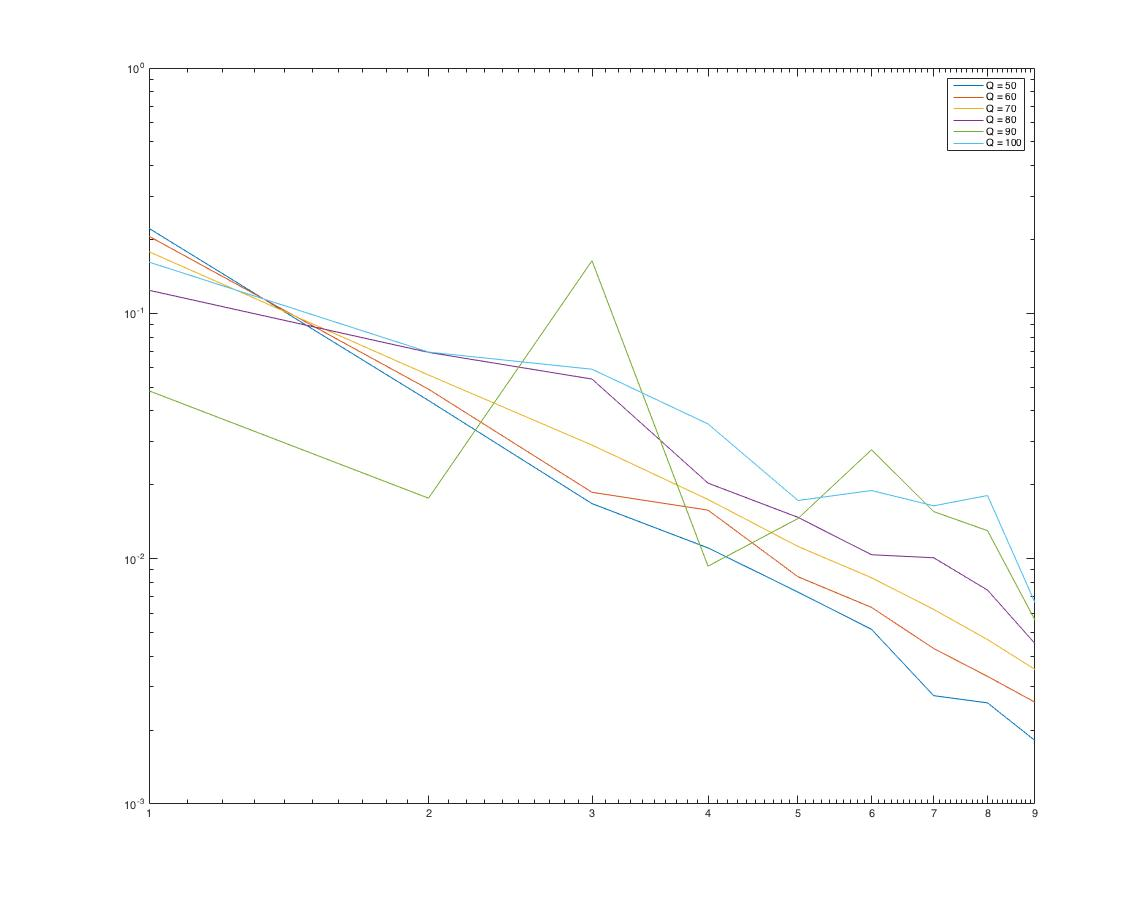 10^0
Q = 50
Q = 60
Q = 70
Q = 80
Q = 90
Q = 100
10^-1
10^-2
10^-3
1 2 3 4 5 6 7 8 9